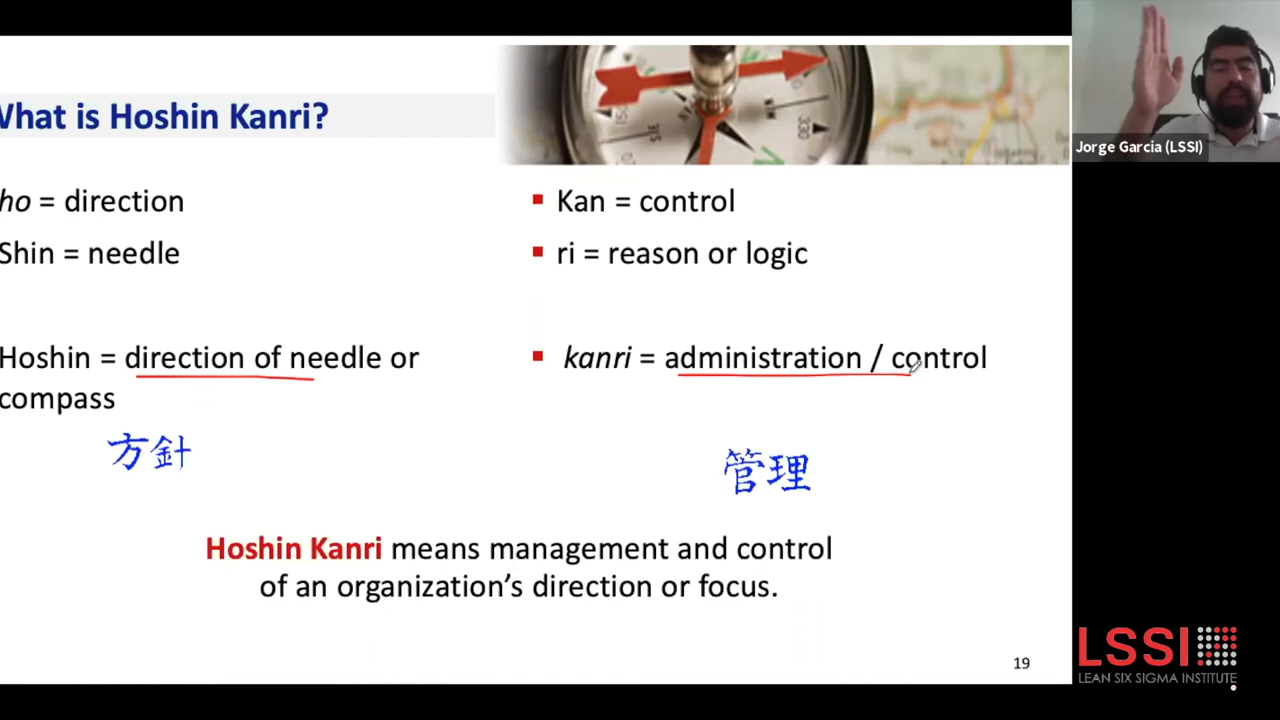 What is Hoshin Kanri?
ho = direction
Shin = needle
Hoshin = direction of needle or
compass
方針
Kan = control
ri = reason or logic
kanri = administration / control
管理
Hoshin Kanri means management and control
of an organization's direction or focus.
19
Jorge Garcia (LSSI)
LSSI
LEAN SIX SIGMA INSTITUTE
330
315